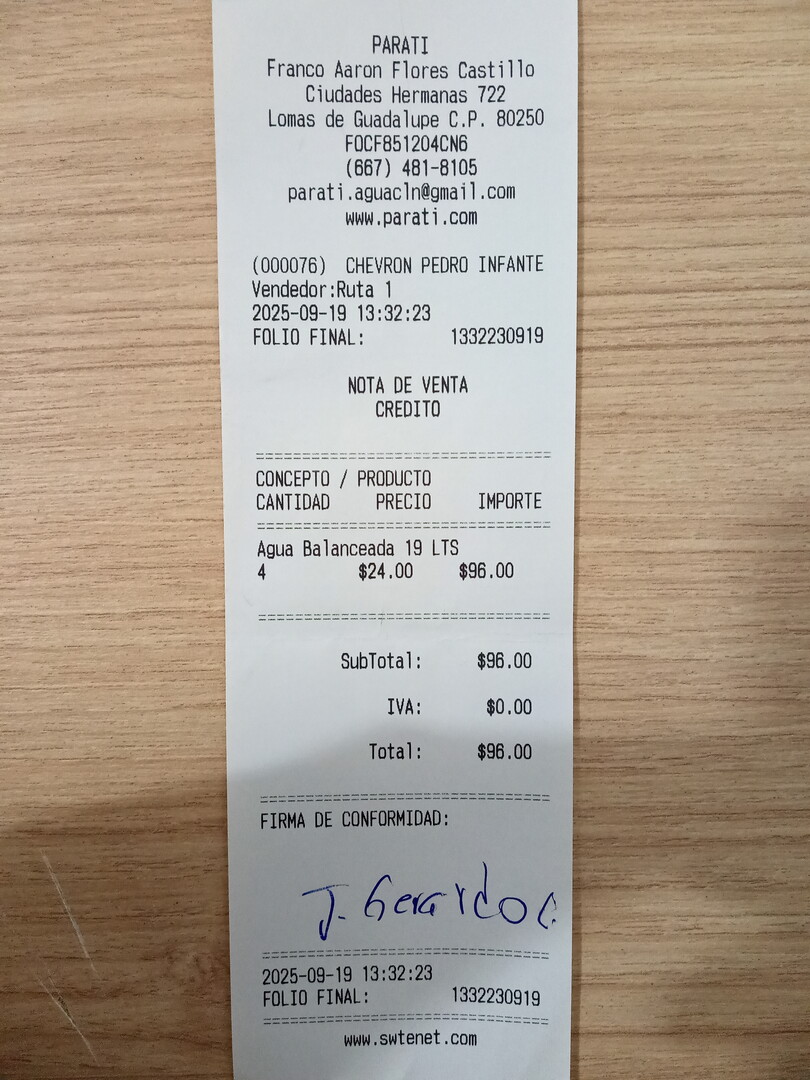 PARATI
Franco Aaron Flores Castillo
Ciudades Hermanas 722
Lomas de Guadalupe C.P. 80250
FOCF851204CN6
(667) 481-8105
parati.aguacln@gmail.com
www.parati.com
(000076) CHEVRON PEDRO INFANTE
Vendedor:Ruta 1
2025-09-19 13:32:23
FOLIO FINAL: 1332230919
NOTA DE VENTA
CREDITO
CONCEPTO / PRODUCTO
CANTIDAD PRECIO IMPORTE
Agua Balanceada 19 LTS
4 $24.00 $96.00
SubTotal: $96.00
IVA: $0.00
Total: $96.00
FIRMA DE CONFORMIDAD:
J. Gerardo C.
2025-09-19 13:32:23
FOLIO FINAL: 1332230919
www.swtenet.com